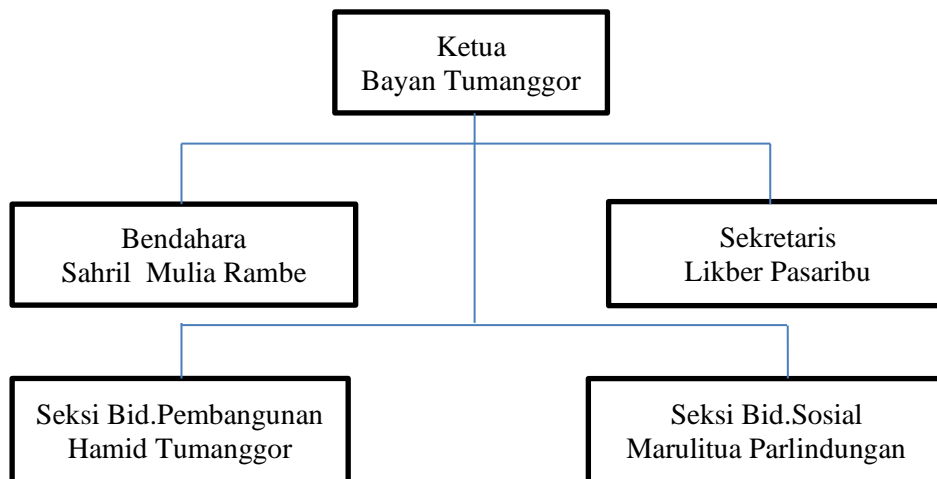 Ketua
Bayan Tumanggor
Bendahara
Sahril  Mulia Rambe
Sekretaris
Likber Pasaribu
Seksi Bid.Pembangunan
Hamid Tumanggor
Seksi Bid.Sosial
Marulitua Parlindungan